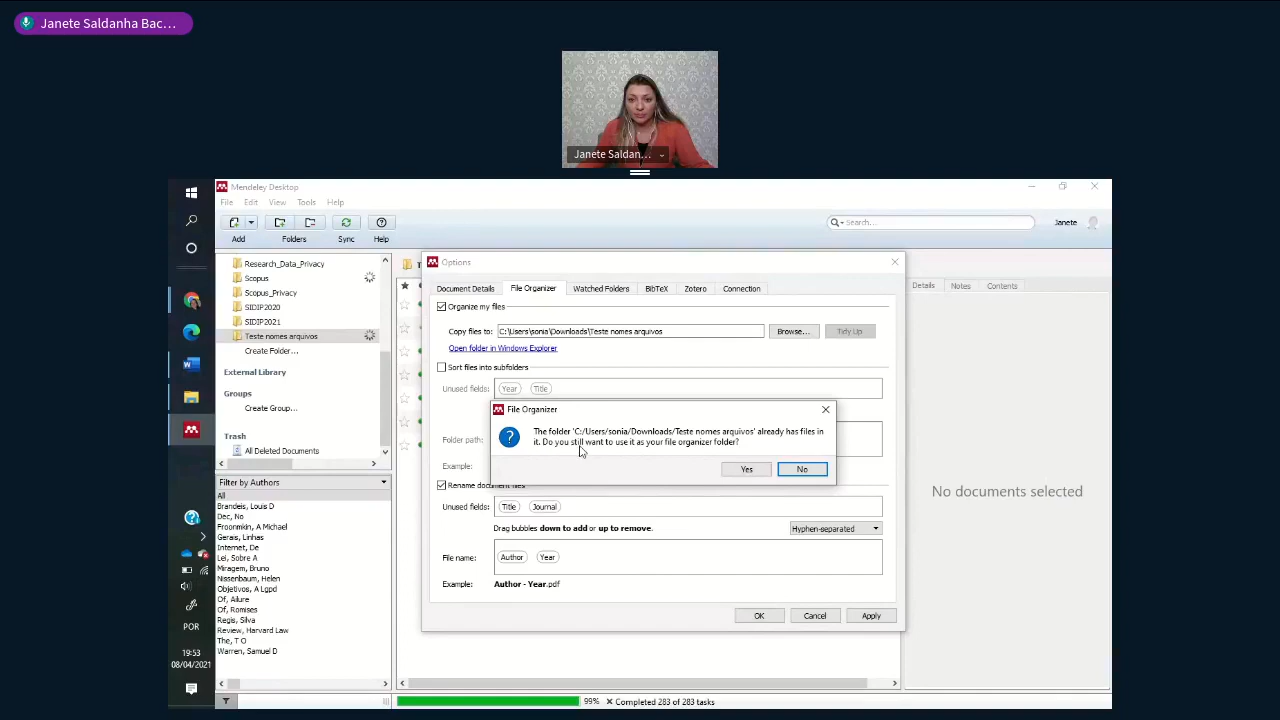 Janete Saldanha Bac...
Janete Saldan...
Mendeley Desktop
File Edit View Tools Help
Search...
Janete
Add Folders Sync Help
Research_Data_Privacy
Scopus
Scopus_Privacy
SIDIP2020
SIDIP2021
Teste nomes arquivos
Create Folder...
External Library
Groups
Create Group...
Trash
All Deleted Documents
Filter by Authors
All
Brandeis, Louis D
Dec, No
Froonmkin, A Michael
Gerais, Linhas
Internet, De
Lei, Sobre A
Miragem, Bruno
Nissenbaum, Helen
Objetivos, A Lgpd
Of, Ailure
Of, Romises
Regis, Silva
Review, Harvard Law
The, T O
Warren, Samuel D
Options
Document Details File Organizer Watched Folders BibTeX Zotero Connection
Organize my files
Copy files to: C:\Users\sonia\Downloads\Teste nomes arquivos Browse... Tidy Up
Open folder in Windows Explorer
Sort files into subfolders
Unused fields: Year Title
Folder path:
Example:
File Organizer
The folder 'C:/Users/sonia/Downloads/Teste nomes arquivos' already has files in
it. Do you still want to use it as your file organizer folder?
Yes No
Rename document files
Unused fields: Title Journal
Drag bubbles down to add or up to remove.
Hyphen-separated
File name: Author Year
Example: Author - Year.pdf
OK Cancel Apply
Details Notes Contents
No documents selected
99% Completed 283 of 283 tasks
POR
19:53
08/04/2021